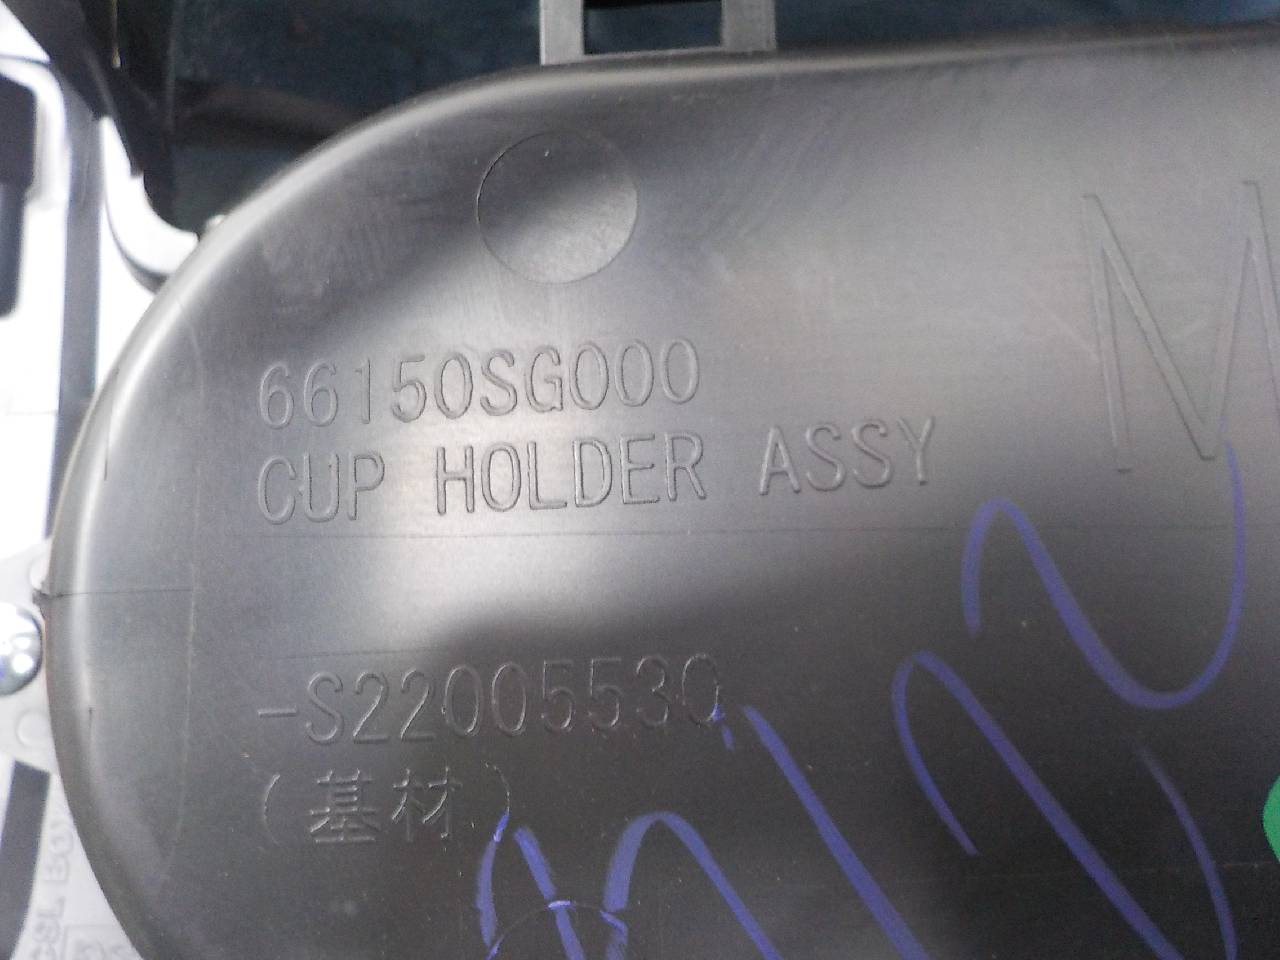 M
66150SG000
CUP HOLDER ASSY
-S22005530
(基材)